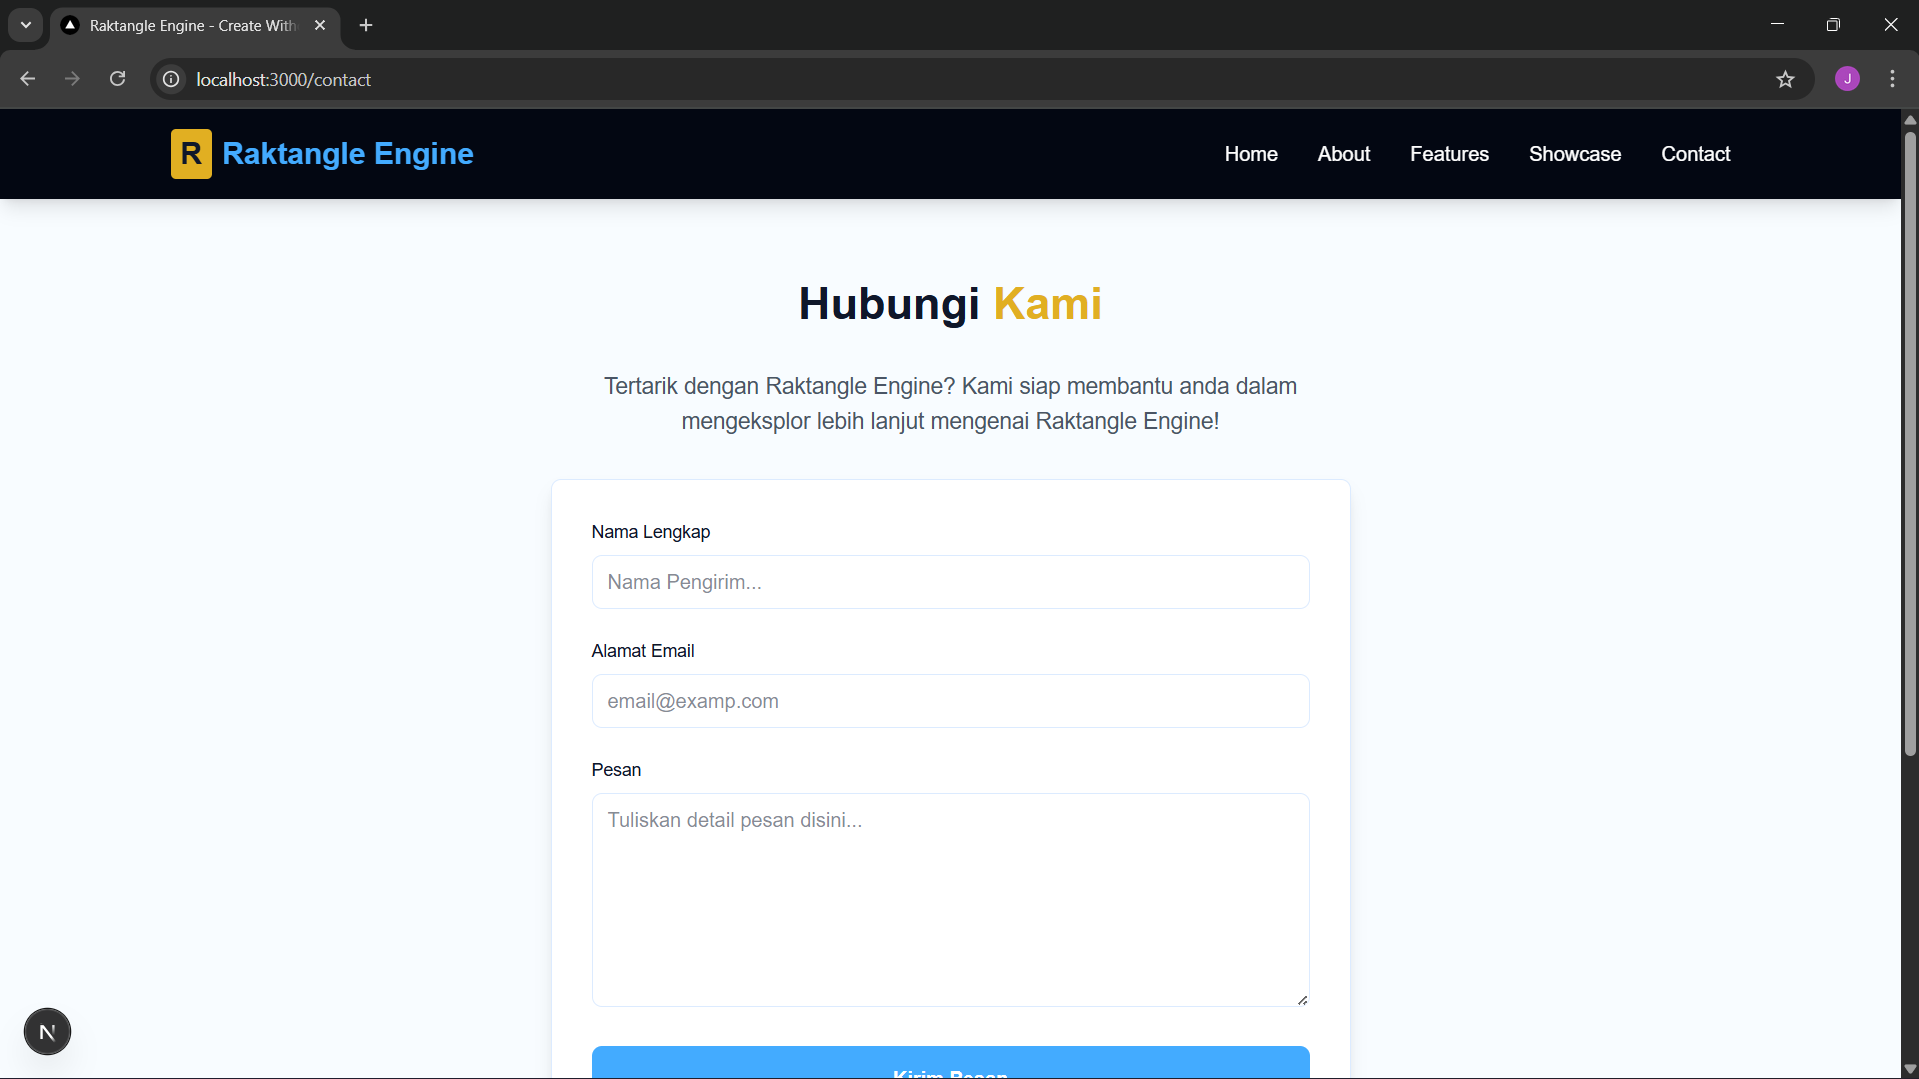 Raktangle Engine - Create With
localhost:3000/contact
J
R Raktangle Engine
Home About Features Showcase Contact
Hubungi Kami
Tertarik dengan Raktangle Engine? Kami siap membantu anda dalam
mengeksplor lebih lanjut mengenai Raktangle Engine!
Nama Lengkap
Nama Pengirim...
Alamat Email
email@examp.com
Pesan
Tuliskan detail pesan disini...
N
Kirim Pesan